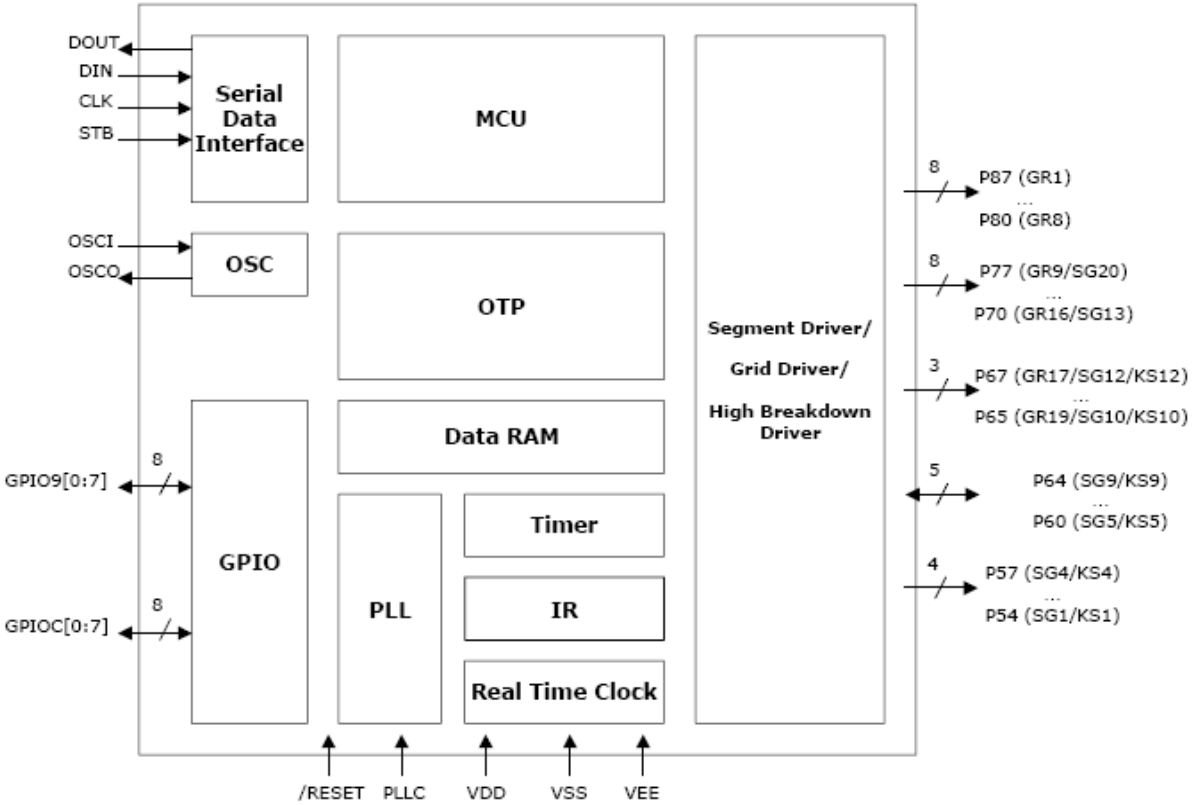 DOUT
DIN
CLK
STB
Serial
Data
Interface
MCU
OSCI
OSCO
OSC
OTP
Data RAM
GPIO9[0:7]
8
GPIOC[0:7]
8
GPIO
PLL
Timer
IR
Real Time Clock
Segment Driver/
Grid Driver/
High Breakdown
Driver
8
P87 (GR1)
...
P80 (GR8)
8
P77 (GR9/SG20)
...
P70 (GR16/SG13)
3
P67 (GR17/SG12/KS12)
...
P65 (GR19/SG10/KS10)
5
P64 (SG9/KS9)
...
P60 (SG5/KS5)
4
P57 (SG4/KS4)
...
P54 (SG1/KS1)
/RESET PLLC VDD VSS VEE